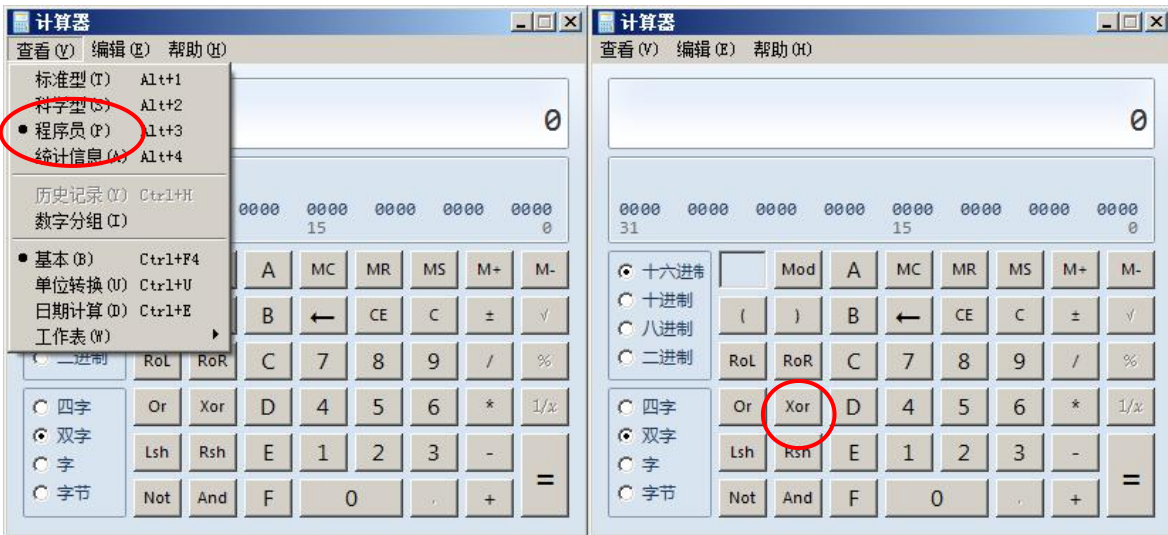 计算器
查看(V) 编辑(E) 帮助(H)
标准型(T) Alt+1
科学型(S) Alt+2
程序员(P) Alt+3
统计信息(A) Alt+4
历史记录(Y) Ctrl+H
数字分组(I)
基本(B) Ctrl+F4
单位转换(U) Ctrl+U
日期计算(D) Ctrl+E
工作表(W)
0
0000 0000 0000 0000 0000
15 0
A MC MR MS M+ M-
B ← CE C ± √
二进制 RoL RoR C 7 8 9 / %
四字 Or Xor D 4 5 6 * 1/x
双字
字 Lsh Rsh E 1 2 3 - =
字节 Not And F 0 . +
计算器
查看(V) 编辑(E) 帮助(H)
0
0000 0000 0000 0000 0000 0000 0000 0000
31 15 0
十六进制 Mod A MC MR MS M+ M-
十进制
八进制 ( ) B ← CE C ± √
二进制 RoL RoR C 7 8 9 / %
四字 Or Xor D 4 5 6 * 1/x
双字
字 Lsh Rsh E 1 2 3 - =
字节 Not And F 0 . +